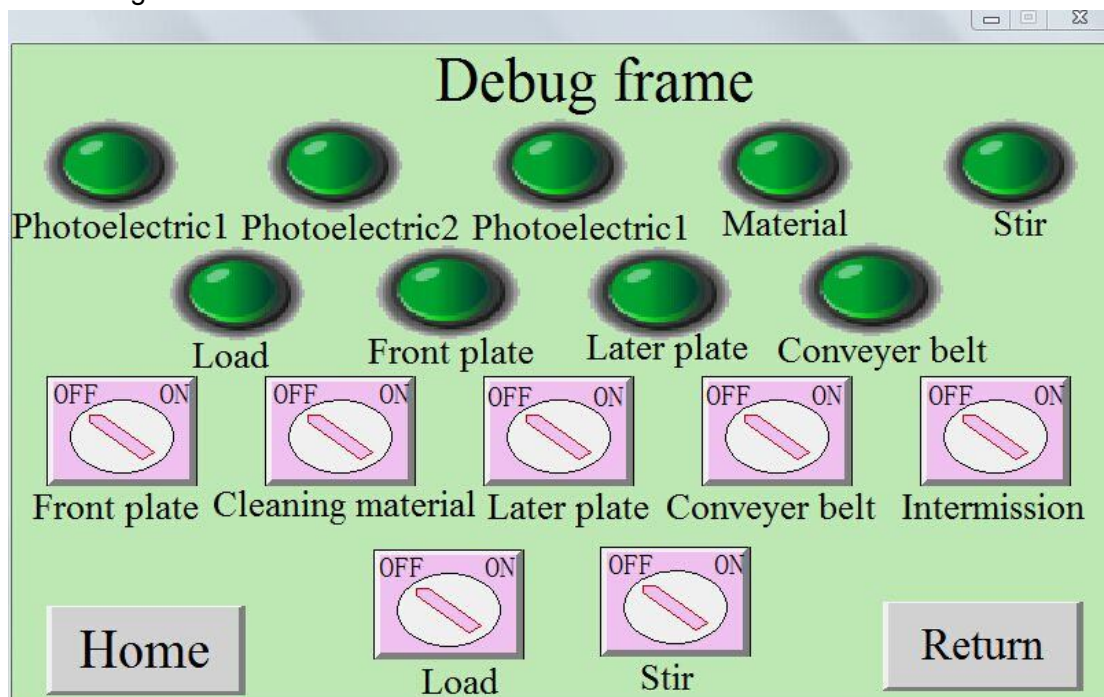 Debug frame
Photoelectric1 Photoelectric2 Photoelectric1 Material Stir
Load Front plate Later plate Conveyer belt
OFF ON OFF ON OFF ON OFF ON OFF ON
Front plate Cleaning material Later plate Conveyer belt Intermission
OFF ON OFF ON
Home Return
Load Stir